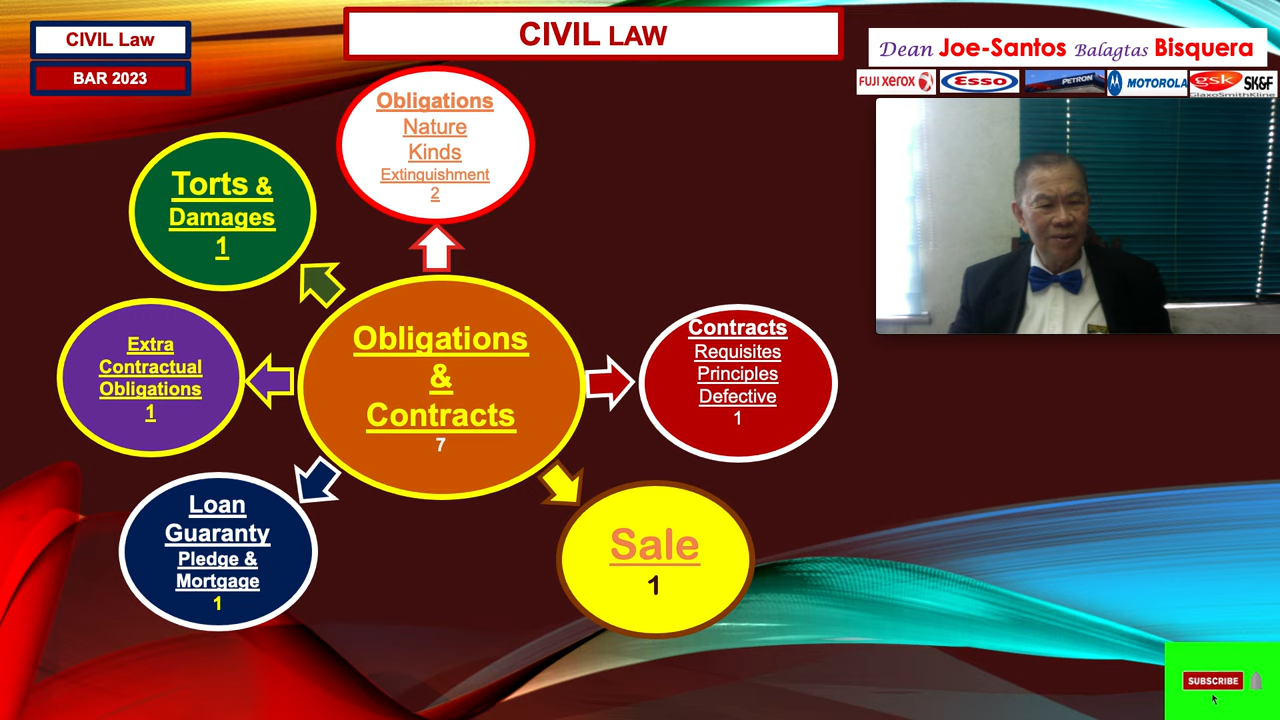 CIVIL Law
BAR 2023
CIVIL LAW
Dean Joe-Santos Balagtas Bisquera
FUJI XEROX
Esso
PETRON
MOTOROLA
gsk
GlaxoSmithKline
SK&F
Obligations
Nature
Kinds
Extinguishment
2
Torts &
Damages
1
Extra
Contractual
Obligations
1
Obligations
&
Contracts
7
Contracts
Requisites
Principles
Defective
1
Loan
Guaranty
Pledge &
Mortgage
1
Sale
1
SUBSCRIBE